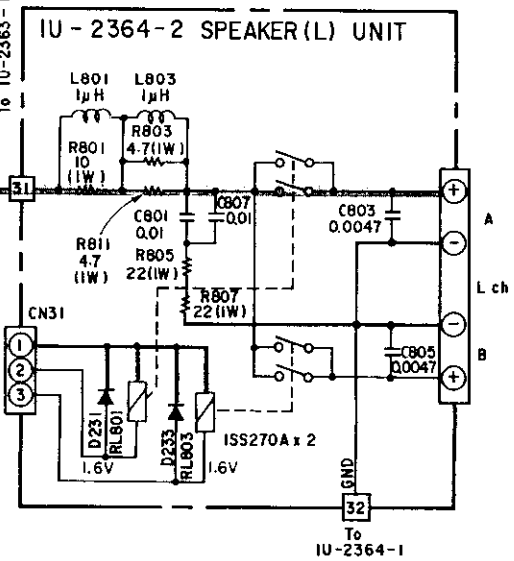 To IU-2363-
IU-2364-2 SPEAKER(L) UNIT
L801
1μH
L803
1μH
R801
10
(1W)
R803
4.7(1W)
31
R811
4.7
(1W)
C801
0.01
C807
0.01
R805
22(1W)
R807
22(1W)
C803
0.0047
+
A
−
L ch
−
B
C805
0.0047
+
CN31
1
2
3
D231
RL801
D233
RL803
1SS270A x 2
1.6V
1.6V
GND
32
To
IU-2364-1